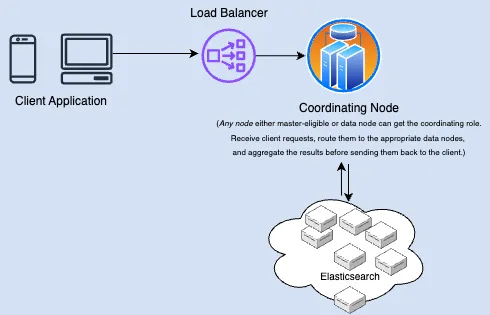 Load Balancer
Client Application
Coordinating Node
(Any node either master-eligible or data node can get the coordinating role.
Receive client requests, route them to the appropriate data nodes,
and aggregate the results before sending them back to the client.)
Elasticsearch